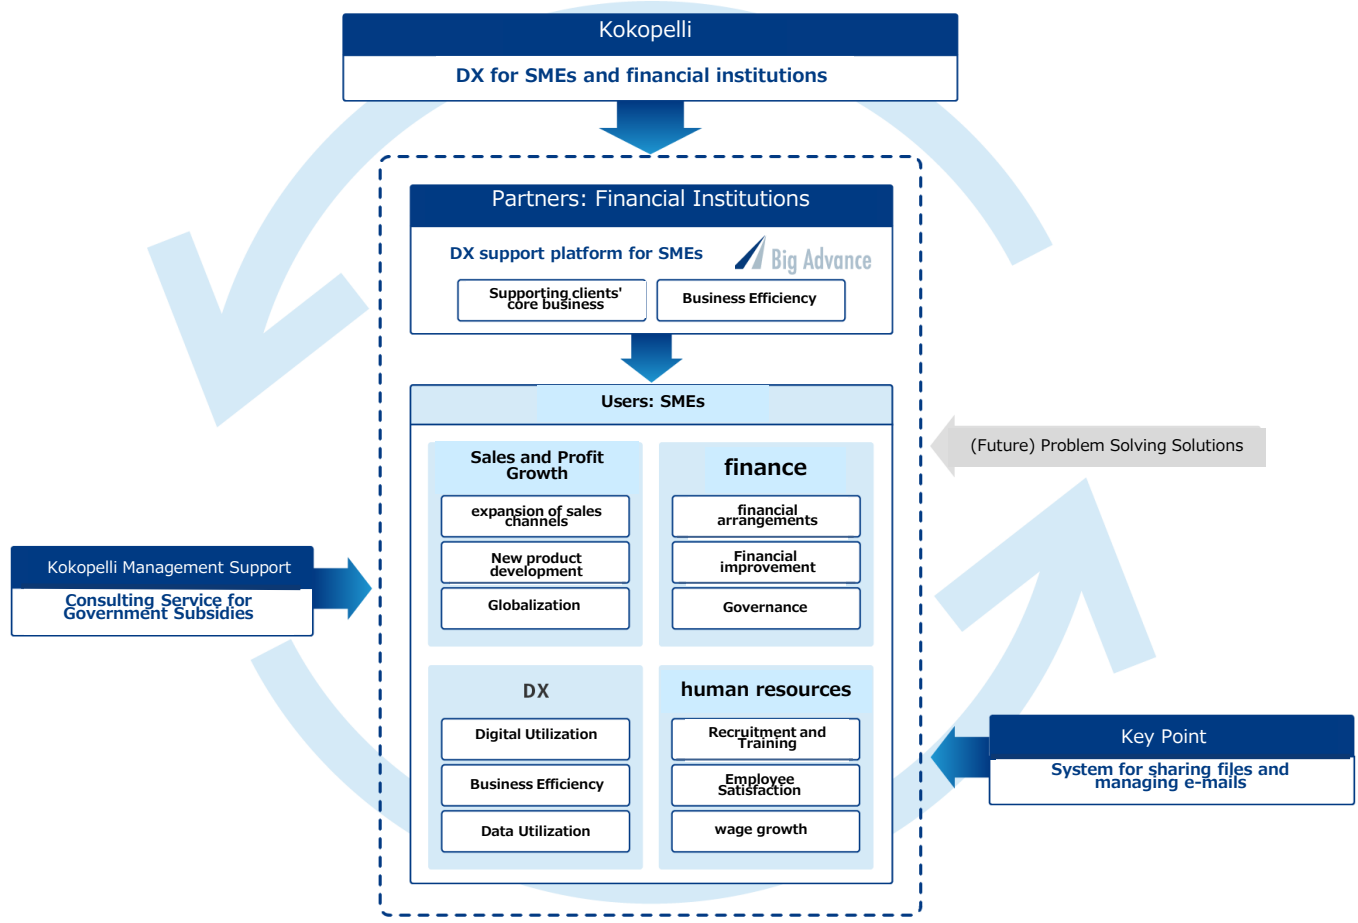 Kokopelli
DX for SMEs and financial institutions
Partners: Financial Institutions
DX support platform for SMEs
Big Advance
Supporting clients'
core business
Business Efficiency
Users: SMEs
Sales and Profit
Growth
expansion of sales
channels
New product
development
Globalization
finance
financial
arrangements
Financial
improvement
Governance
DX
Digital Utilization
Business Efficiency
Data Utilization
human resources
Recruitment and
Training
Employee
Satisfaction
wage growth
(Future) Problem Solving Solutions
Kokopelli Management Support
Consulting Service for
Government Subsidies
Key Point
System for sharing files and
managing e-mails